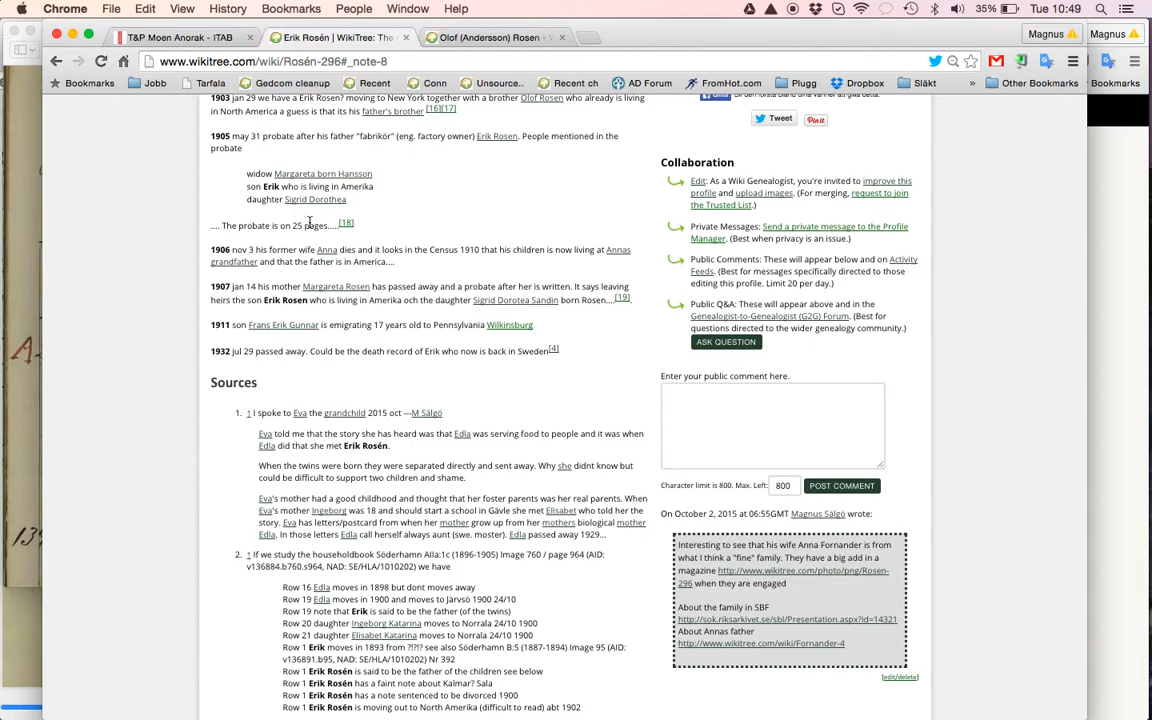 Chrome File Edit View History Bookmarks People Window Help 35% Tue 10:49
T&P Moen Anorak - ITAB × Erik Rosén | WikiTree: The × Olof (Andersson) Rosen - × Magnus Magnus
www.wikitree.com/wiki/Rosén-296#_note-8
Bookmarks Jobb Tarfala Gedcom cleanup Recent Conn Unsource.. Recent ch AD Forum FromHot.com Plugg Dropbox Släkt Other Bookmarks
1903 jan 29 we have a Erik Rosen? moving to New York together with a brother Olof Rosen who already is living
in North America a guess is that its his father's brother [16][17]
1905 may 31 probate after his father "fabrikör" (eng. factory owner) Erik Rosen. People mentioned in the
probate
widow Margareta born Hansson
son Erik who is living in Amerika
daughter Sigrid Dorothea
.... The probate is on 25 pages.....[18]
1906 nov 3 his former wife Anna dies and it looks in the Census 1910 that his children is now living at Annas
grandfather and that the father is in America....
1907 jan 14 his mother Margareta Rosen has passed away and a probate after her is written. It says leaving
heirs the son Erik Rosen who is living in Amerika och the daughter Sigrid Dorotea Sandin born Rosen....[19]
1911 son Frans Erik Gunnar is emigrating 17 years old to Pennsylvania Wilkinsburg
1932 jul 29 passed away. Could be the death record of Erik who now is back in Sweden[4]
Sources
1. ↑ I spoke to Eva the grandchild 2015 oct ---M Sälgö
Eva told me that the story she has heard was that Edla was serving food to people and it was when
Edla did that she met Erik Rosén.
When the twins were born they were separated directly and sent away. Why she didnt know but
could be difficult to support two children and shame.
Eva's mother had a good childhood and thought that her foster parents was her real parents. When
Eva's mother Ingeborg was 18 and should start a school in Gävle she met Elisabet who told her the
story. Eva has letters/postcard from when her mother grow up from her mothers biological mother
Edla. In those letters Edla call herself always aunt (swe. moster). Edla passed away 1929...
2. ↑ If we study the householdbook Söderhamn AIIa:1c (1896-1905) Image 760 / page 964 (AID:
v136884.b760.s964, NAD: SE/HLA/1010202) we have
Row 16 Edla moves in 1898 but dont moves away
Row 19 Edla moves in 1900 and moves to Järvsö 1900 24/10
Row 19 note that Erik is said to be the father (of the twins)
Row 20 daughter Ingeborg Katarina moves to Norrala 24/10 1900
Row 21 daughter Elisabet Katarina moves to Norrala 24/10 1900
Row 1 Erik moves in 1893 from ?!?!? see also Söderhamn B:5 (1887-1894) Image 95 (AID:
v136891.b95, NAD: SE/HLA/1010202) Nr 392
Row 1 Erik Rosén is said to be the father of the children see below
Row 1 Erik Rosén has a faint note about Kalmar? Sala
Row 1 Erik Rosén has a note sentenced to be divorced 1900
Row 1 Erik Rosén is moving out to North Amerika (difficult to read) abt 1902
Tweet Pin it
Collaboration
Edit: As a Wiki Genealogist, you're invited to improve this
profile and upload images. (For merging, request to join
the Trusted List.)
Private Messages: Send a private message to the Profile
Manager. (Best when privacy is an issue.)
Public Comments: These will appear below and on Activity
Feeds. (Best for messages specifically directed to those
editing this profile. Limit 20 per day.)
Public Q&A: These will appear above and in the
Genealogist-to-Genealogist (G2G) Forum. (Best for
questions directed to the wider genealogy community.)
ASK QUESTION
Enter your public comment here.
Character limit is 800. Max. Left: 800 POST COMMENT
On October 2, 2015 at 06:55GMT Magnus Sälgö wrote:
Interesting to see that his wife Anna Fornander is from
what I think a "fine" family. They have a big add in a
magazine http://www.wikitree.com/photo/png/Rosen-
296 when they are engaged
About the family in SBF
http://sok.riksarkivet.se/sbl/Presentation.aspx?id=14321
About Annas father
http://www.wikitree.com/wiki/Fornander-4
[edit/delete]